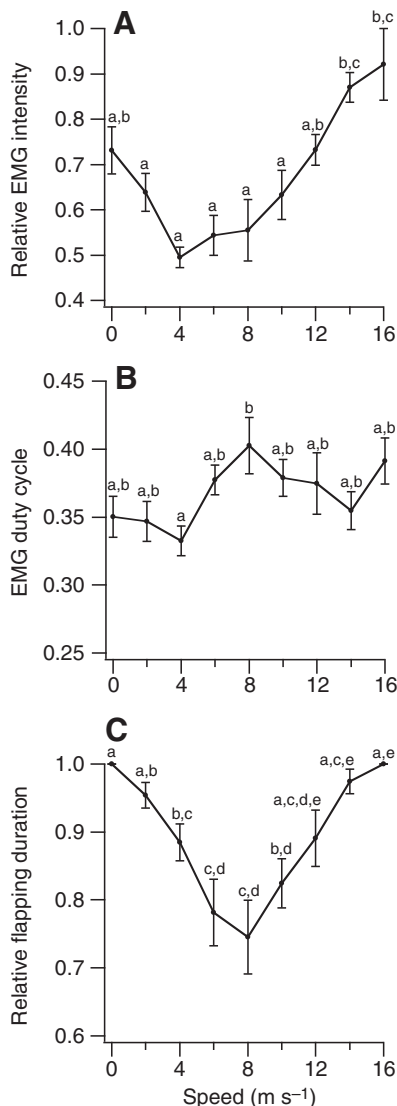 A
Relative EMG intensity
1.0
0.9
0.8
0.7
0.6
0.5
0.4
a,b
a
a
a
a
a
a,b
b,c
b,c
0 4 8 12 16
B
EMG duty cycle
0.45
0.40
0.35
0.30
0.25
a,b
a,b
a
a,b
b
a,b
a,b
a,b
a,b
0 4 8 12 16
C
Relative flapping duration
1.0
0.9
0.8
0.7
0.6
a
a,b
b,c
c,d
c,d
b,d
a,c,d,e
a,c,e
a,e
0 4 8 12 16
Speed (m s–1)